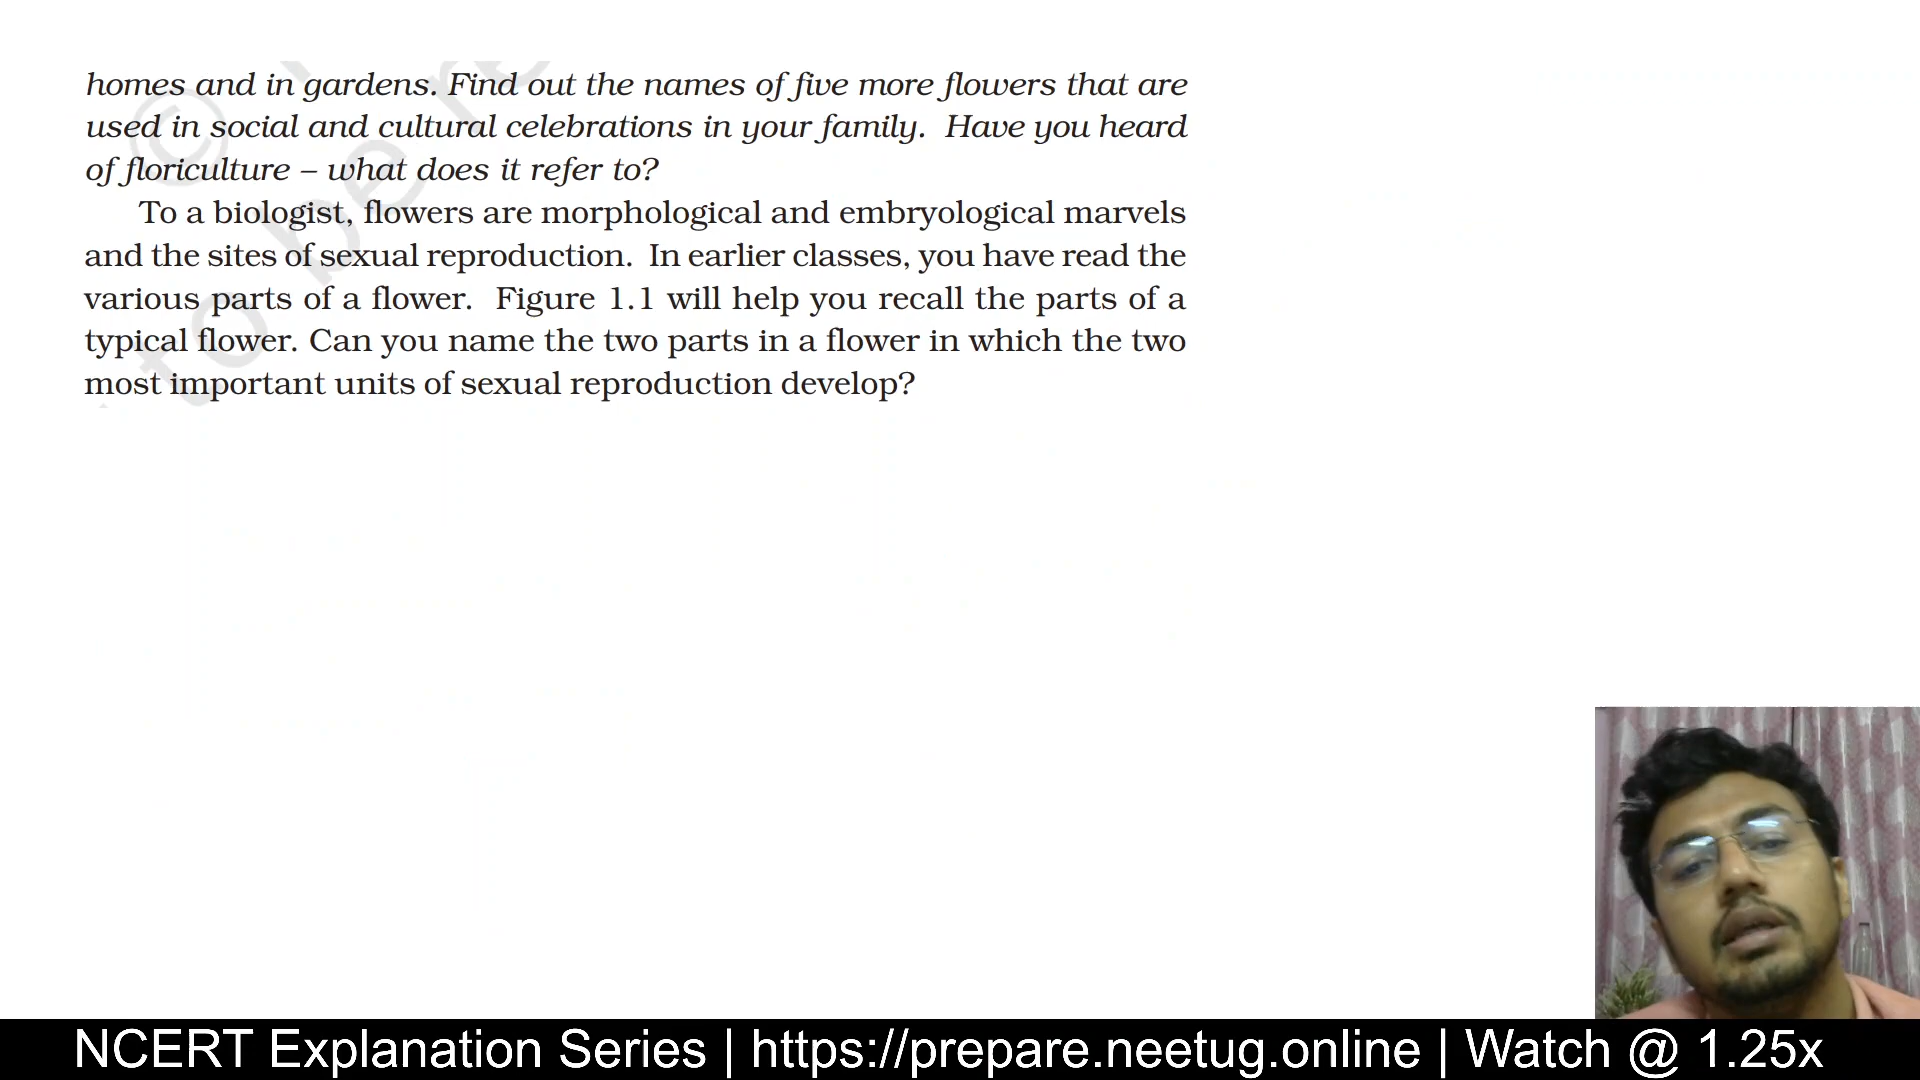 homes and in gardens. Find out the names of five more flowers that are
used in social and cultural celebrations in your family. Have you heard
of floriculture – what does it refer to?
To a biologist, flowers are morphological and embryological marvels
and the sites of sexual reproduction. In earlier classes, you have read the
various parts of a flower. Figure 1.1 will help you recall the parts of a
typical flower. Can you name the two parts in a flower in which the two
most important units of sexual reproduction develop?
©
to be re
NCERT Explanation Series | https://prepare.neetug.online | Watch @ 1.25x